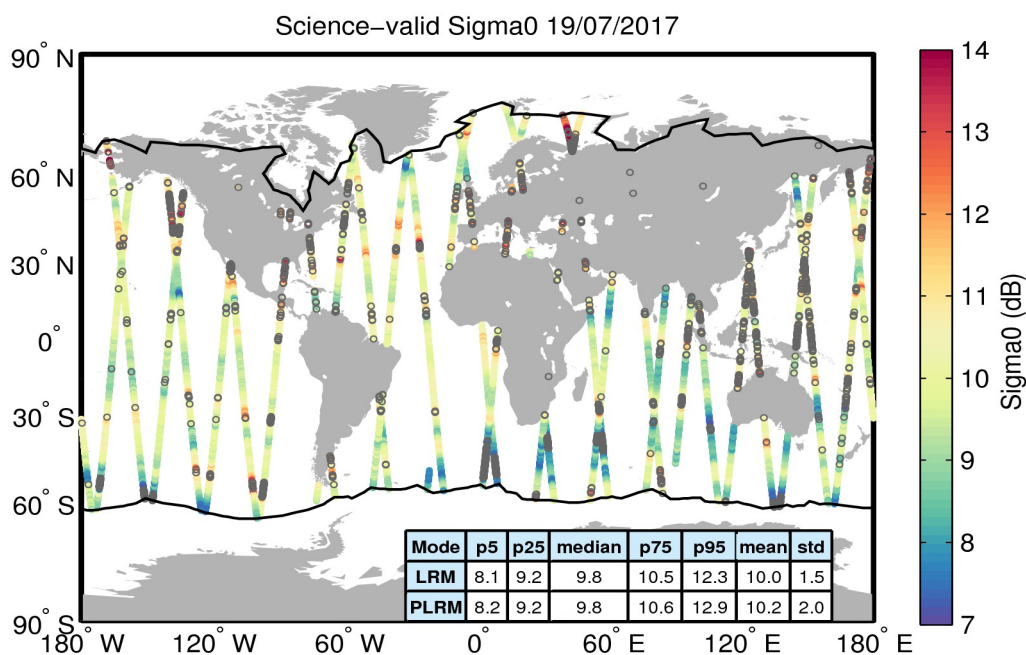 Science−valid Sigma0 19/07/2017
90° N
60° N
30° N
0°
30° S
60° S
90° S
180° W
120° W
60° W
0°
60° E
120° E
180° E
14
13
12
11
10
9
8
7
Sigma0 (dB)
Mode p5 p25 median p75 p95 mean std
LRM 8.1 9.2 9.8 10.5 12.3 10.0 1.5
PLRM 8.2 9.2 9.8 10.6 12.9 10.2 2.0